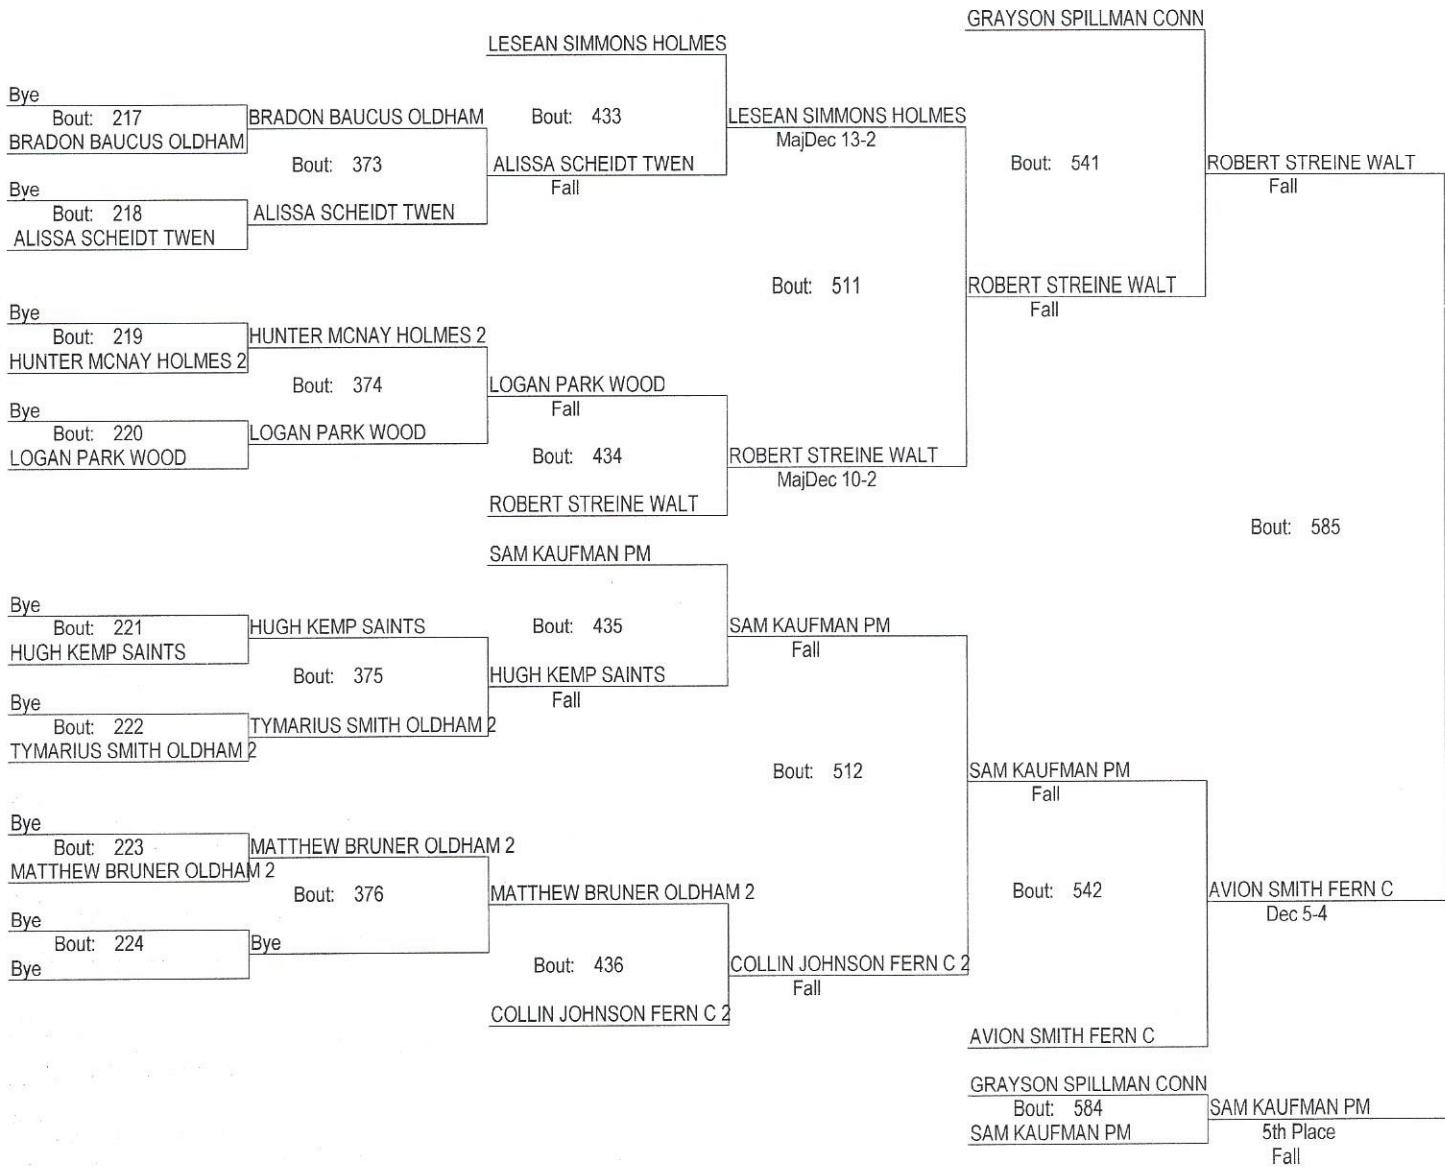 GRAYSON SPILLMAN CONN
LESEAN SIMMONS HOLMES
Bye
Bout: 217
BRADON BAUCUS OLDHAM
BRADON BAUCUS OLDHAM
Bout: 433
LESEAN SIMMONS HOLMES
MajDec 13-2
Bout: 373
ALISSA SCHEIDT TWEN
Fall
Bout: 541
ROBERT STREINE WALT
Fall
Bye
Bout: 218
ALISSA SCHEIDT TWEN
ALISSA SCHEIDT TWEN
Bout: 511
ROBERT STREINE WALT
Fall
Bye
Bout: 219
HUNTER MCNAY HOLMES 2
HUNTER MCNAY HOLMES 2
Bout: 374
LOGAN PARK WOOD
Fall
Bye
Bout: 220
LOGAN PARK WOOD
LOGAN PARK WOOD
Bout: 434
ROBERT STREINE WALT
MajDec 10-2
ROBERT STREINE WALT
Bout: 585
SAM KAUFMAN PM
Bye
Bout: 221
HUGH KEMP SAINTS
HUGH KEMP SAINTS
Bout: 435
SAM KAUFMAN PM
Fall
Bout: 375
HUGH KEMP SAINTS
Fall
Bye
Bout: 222
TYMARIUS SMITH OLDHAM 2
TYMARIUS SMITH OLDHAM 2
Bout: 512
SAM KAUFMAN PM
Fall
Bye
Bout: 223
MATTHEW BRUNER OLDHAM 2
MATTHEW BRUNER OLDHAM 2
Bout: 376
MATTHEW BRUNER OLDHAM 2
Bout: 542
AVION SMITH FERN C
Dec 5-4
Bye
Bout: 224
Bye
Bye
Bout: 436
COLLIN JOHNSON FERN C 2
Fall
COLLIN JOHNSON FERN C 2
AVION SMITH FERN C
GRAYSON SPILLMAN CONN
Bout: 584
SAM KAUFMAN PM
SAM KAUFMAN PM
5th Place
Fall